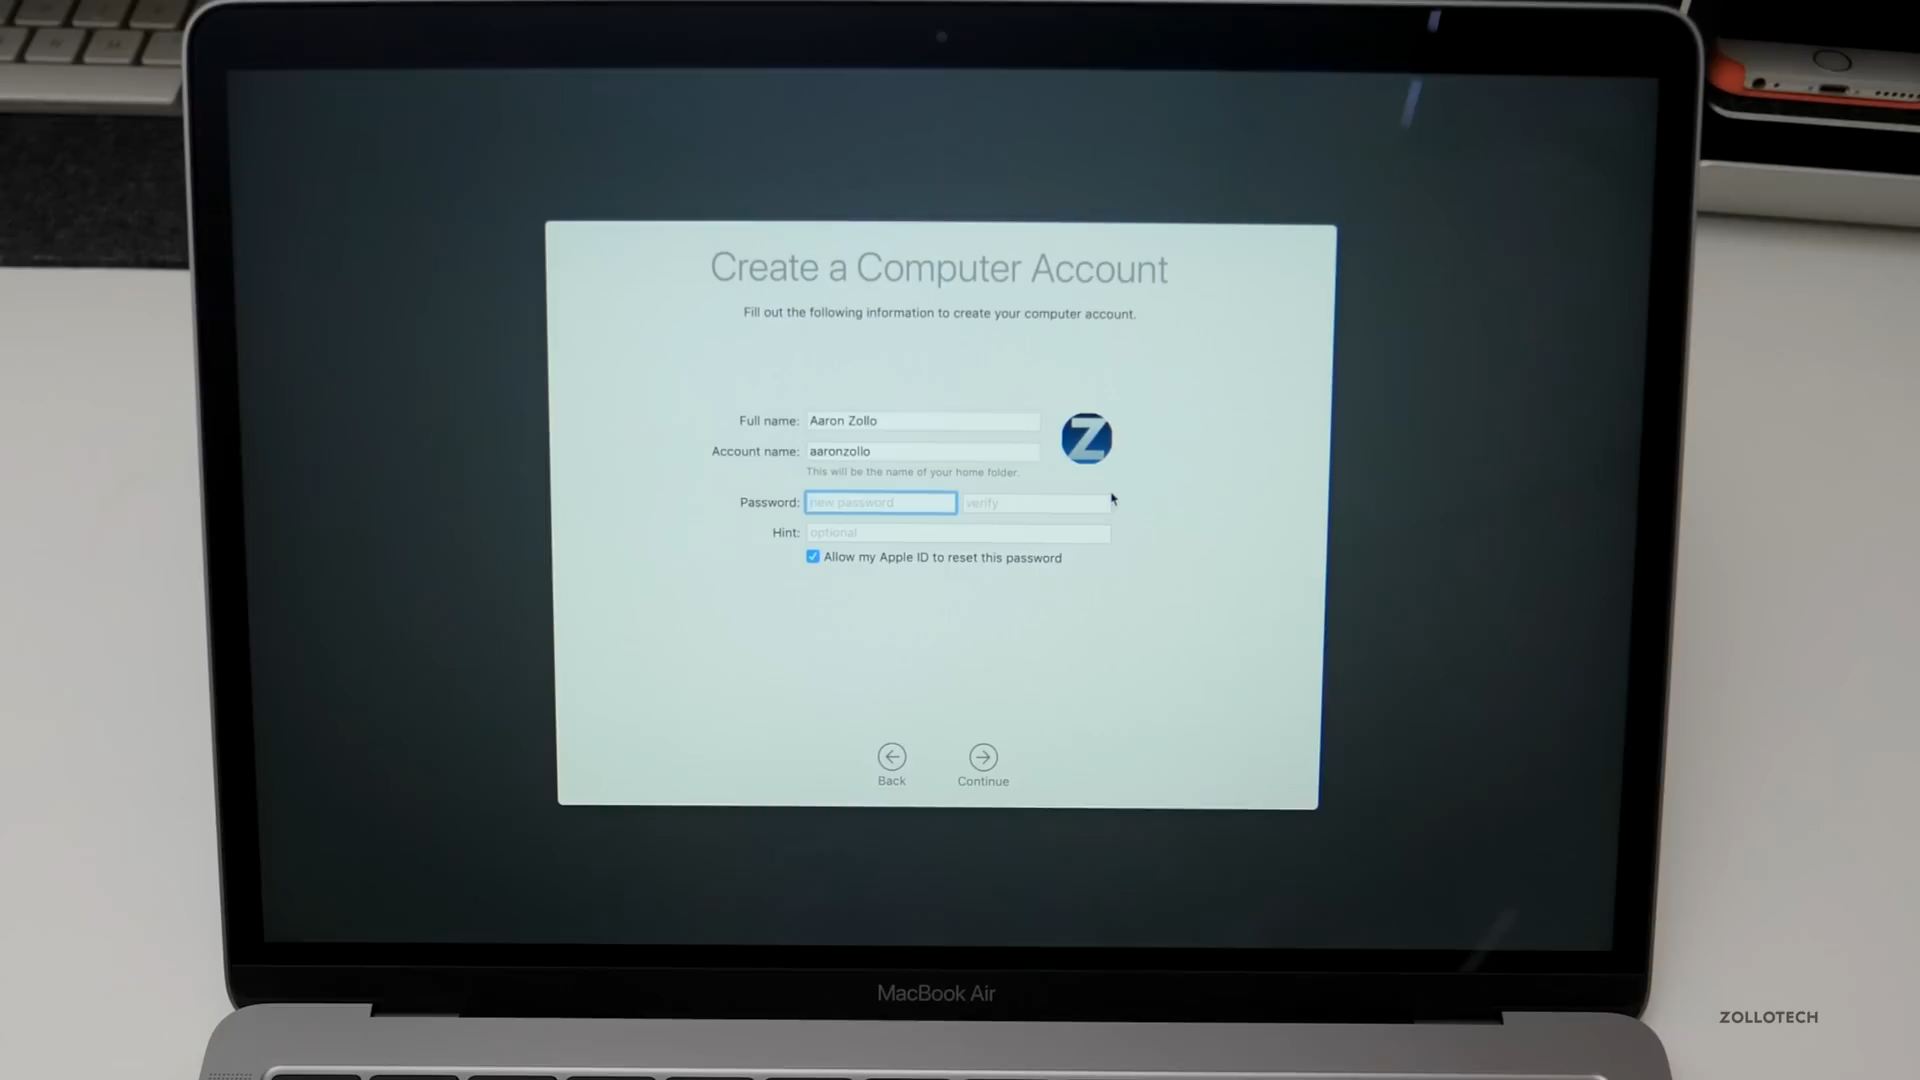 Create a Computer Account
Fill out the following information to create your computer account.
Full name: Aaron Zollo
Z
Account name: aaronzollo
This will be the name of your home folder.
Password: new password verify
Hint: optional
Allow my Apple ID to reset this password
Back Continue
MacBook Air
ZOLLOTECH